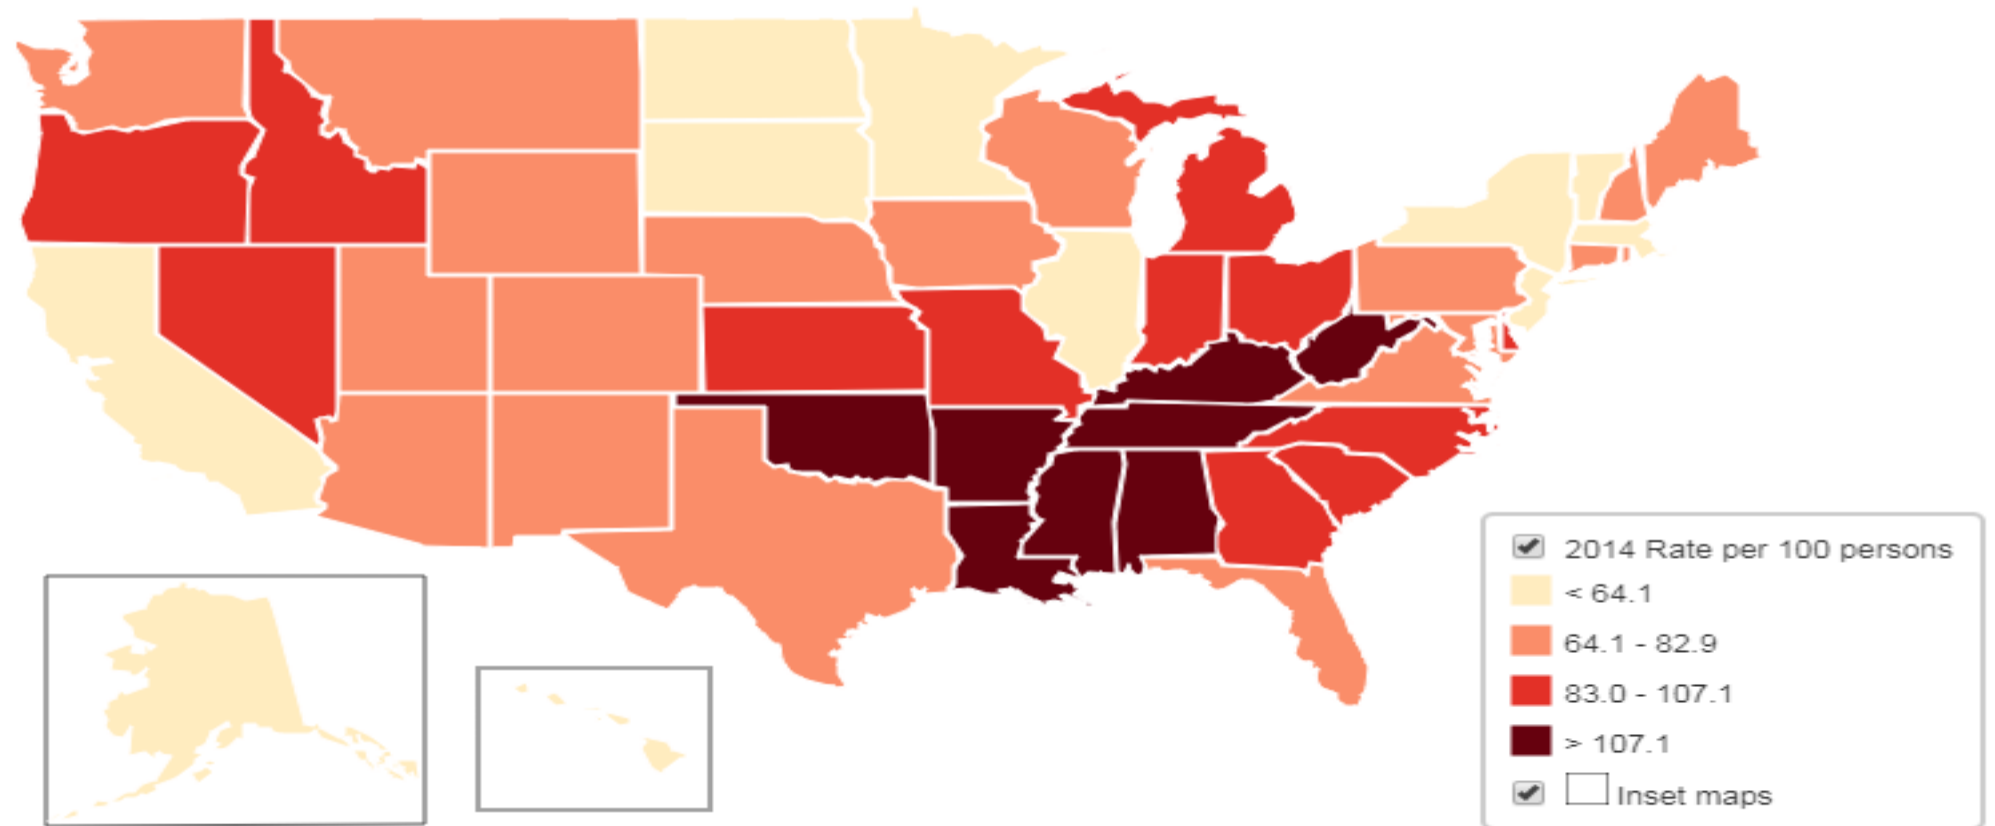 2014 Rate per 100 persons
< 64.1
64.1 - 82.9
83.0 - 107.1
> 107.1
Inset maps